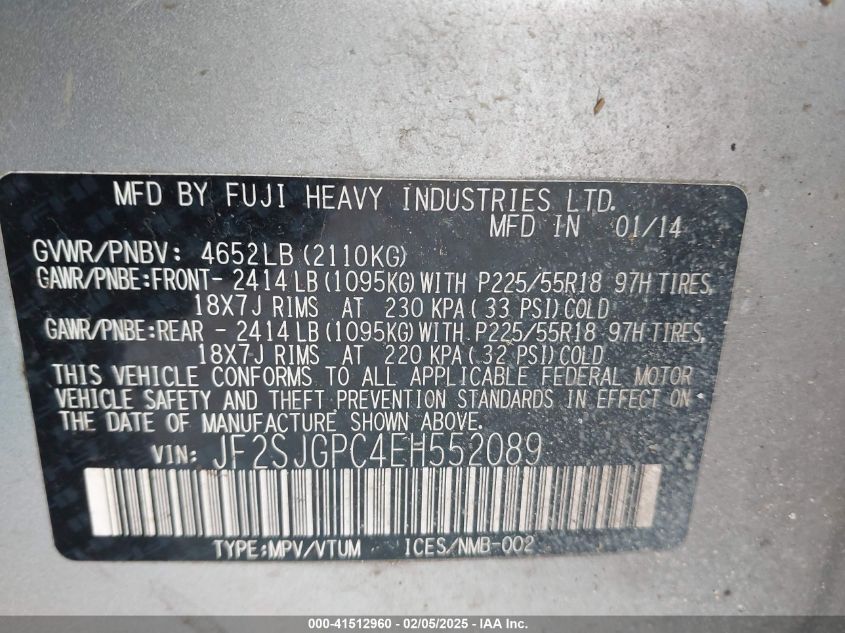 MFD BY FUJI HEAVY INDUSTRIES LTD.
MFD IN 01/14
GVWR/PNBV: 4652LB (2110KG)
GAWR/PNBE:FRONT- 2414LB (1095KG) WITH P225/55R18 97H TIRES,
18X7J RIMS AT 230 KPA ( 33 PSI) COLD
GAWR/PNBE:REAR - 2414LB (1095KG) WITH P225/55R18 97H TIRES,
18X7J RIMS AT 220 KPA ( 32 PSI) COLD
THIS VEHICLE CONFORMS TO ALL APPLICABLE FEDERAL MOTOR
VEHICLE SAFETY AND THEFT PREVENTION STANDARDS IN EFFECT ON
THE DATE OF MANUFACTURE SHOWN ABOVE.
VIN: JF2SJGPC4EH552089
TYPE:MPV/VTUM ICES/NMB-002
000-41512960 - 02/05/2025 - IAA Inc.